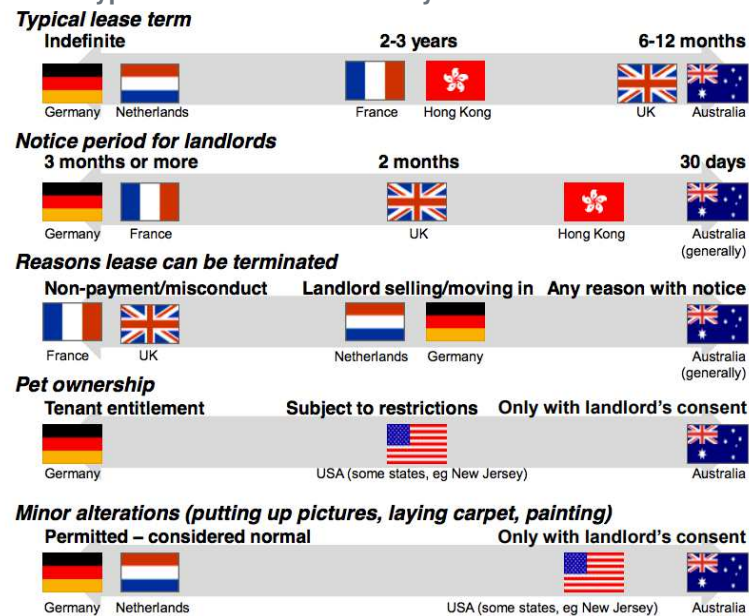 Typical lease term
Indefinite 2-3 years 6-12 months
Germany Netherlands France Hong Kong UK Australia
Notice period for landlords
3 months or more 2 months 30 days
Germany France UK Hong Kong Australia
(generally)
Reasons lease can be terminated
Non-payment/misconduct Landlord selling/moving in Any reason with notice
France UK Netherlands Germany Australia
(generally)
Pet ownership
Tenant entitlement Subject to restrictions Only with landlord's consent
Germany USA (some states, eg New Jersey) Australia
Minor alterations (putting up pictures, laying carpet, painting)
Permitted – considered normal Only with landlord's consent
Germany Netherlands USA (some states, eg New Jersey) Australia